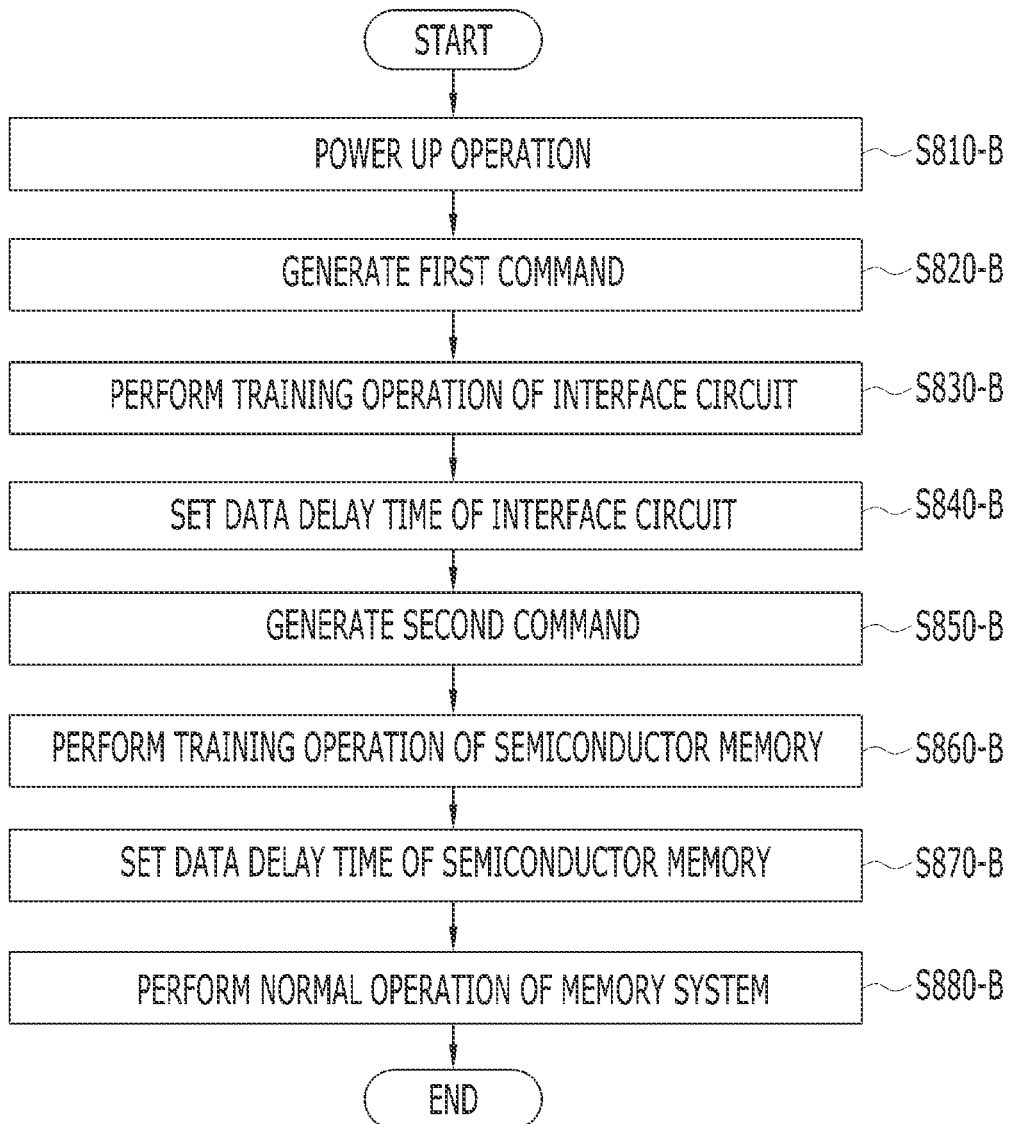 START
POWER UP OPERATION
S810-B
GENERATE FIRST COMMAND
S820-B
PERFORM TRAINING OPERATION OF INTERFACE CIRCUIT
S830-B
SET DATA DELAY TIME OF INTERFACE CIRCUIT
S840-B
GENERATE SECOND COMMAND
S850-B
PERFORM TRAINING OPERATION OF SEMICONDUCTOR MEMORY
S860-B
SET DATA DELAY TIME OF SEMICONDUCTOR MEMORY
S870-B
PERFORM NORMAL OPERATION OF MEMORY SYSTEM
S880-B
END